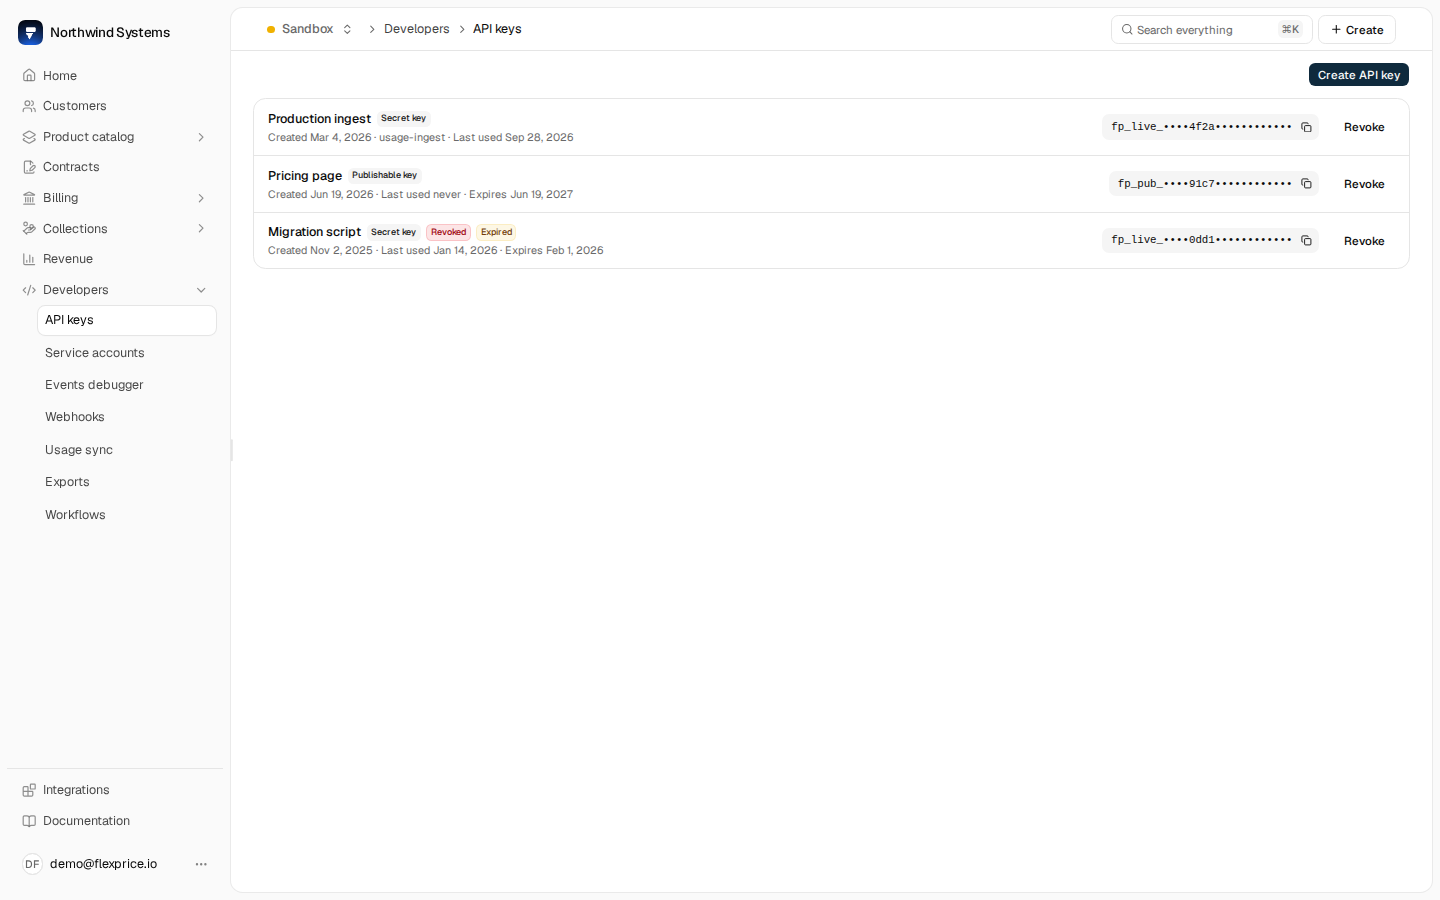 Northwind Systems
Home
Customers
Product catalog
Contracts
Billing
Collections
Revenue
Developers
API keys
Service accounts
Events debugger
Webhooks
Usage sync
Exports
Workflows
Integrations
Documentation
DF demo@flexprice.io
Sandbox Developers API keys
Search everything ⌘K
Create
Create API key
Production ingest Secret key
Created Mar 4, 2026 · usage-ingest · Last used Sep 28, 2026
fp_live_••••4f2a•••••••••••• Revoke
Pricing page Publishable key
Created Jun 19, 2026 · Last used never · Expires Jun 19, 2027
fp_pub_••••91c7•••••••••••• Revoke
Migration script Secret key Revoked Expired
Created Nov 2, 2025 · Last used Jan 14, 2026 · Expires Feb 1, 2026
fp_live_••••0dd1•••••••••••• Revoke